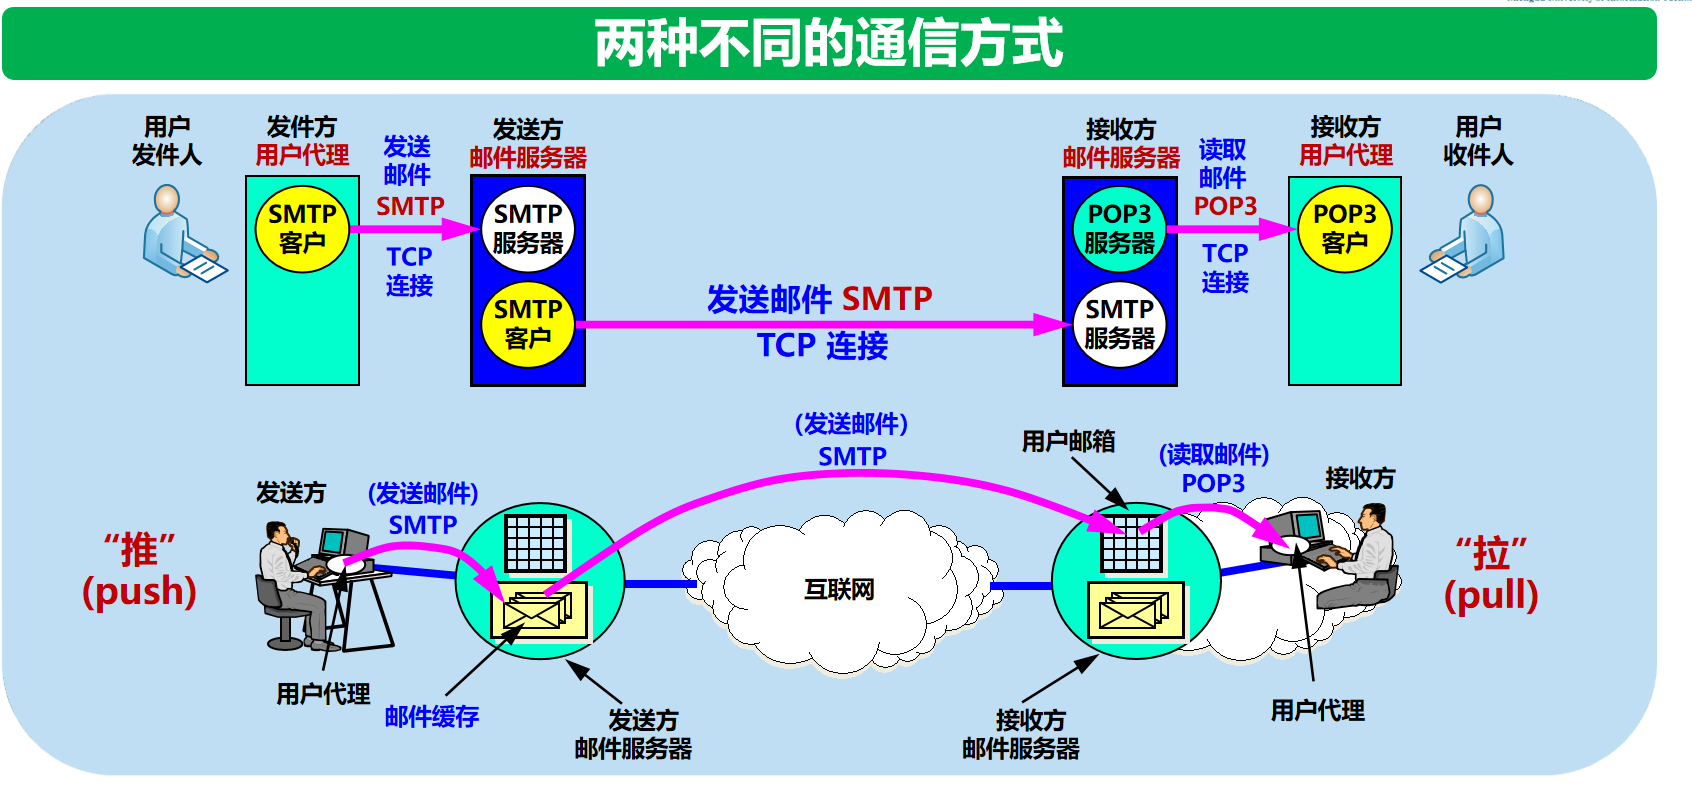 两种不同的通信方式
用户
发件人
发件方
用户代理
发送
邮件
SMTP
TCP
连接
发送方
邮件服务器
接收方
邮件服务器
读取
邮件
POP3
TCP
连接
接收方
用户代理
用户
收件人
SMTP
客户
SMTP
服务器
SMTP
客户
发送邮件 SMTP
TCP 连接
POP3
服务器
SMTP
服务器
POP3
客户
(发送邮件)
SMTP
用户邮箱
(读取邮件)
POP3
接收方
发送方
(发送邮件)
SMTP
“推”
(push)
互联网
“拉”
(pull)
用户代理
邮件缓存
发送方
邮件服务器
接收方
邮件服务器
用户代理